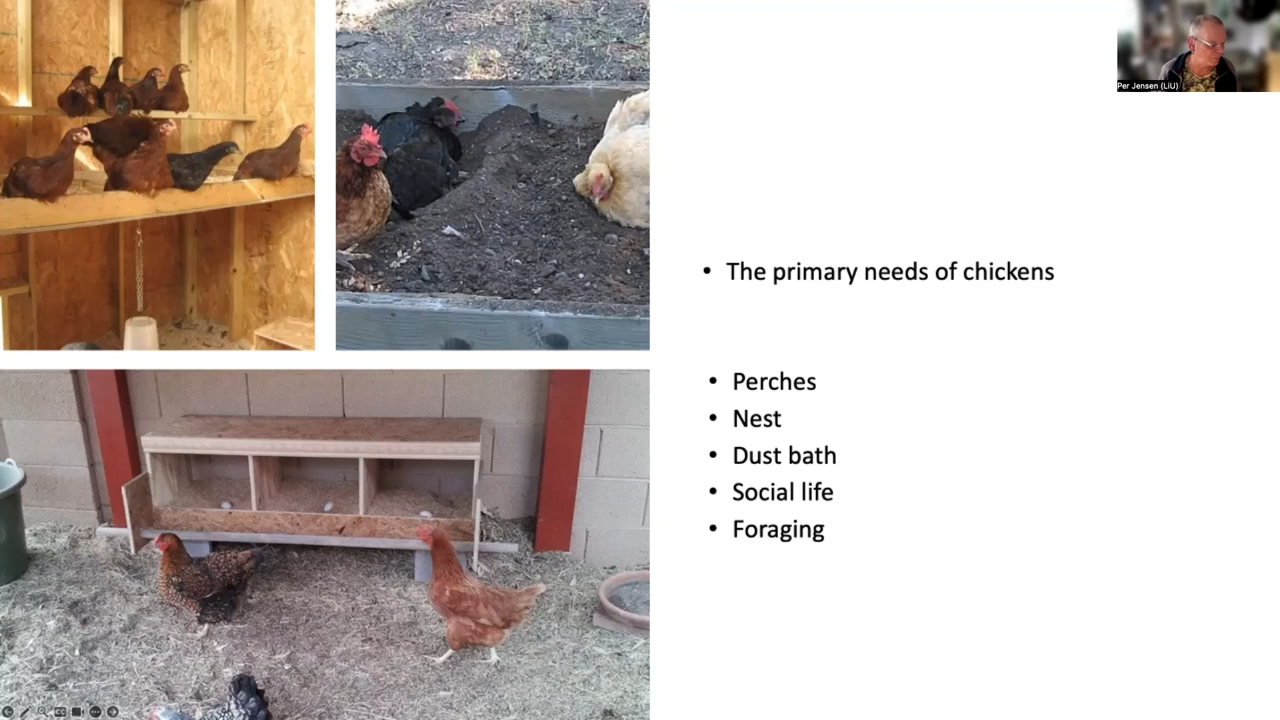 Per Jensen (LiU)
• The primary needs of chickens
• Perches
• Nest
• Dust bath
• Social life
• Foraging